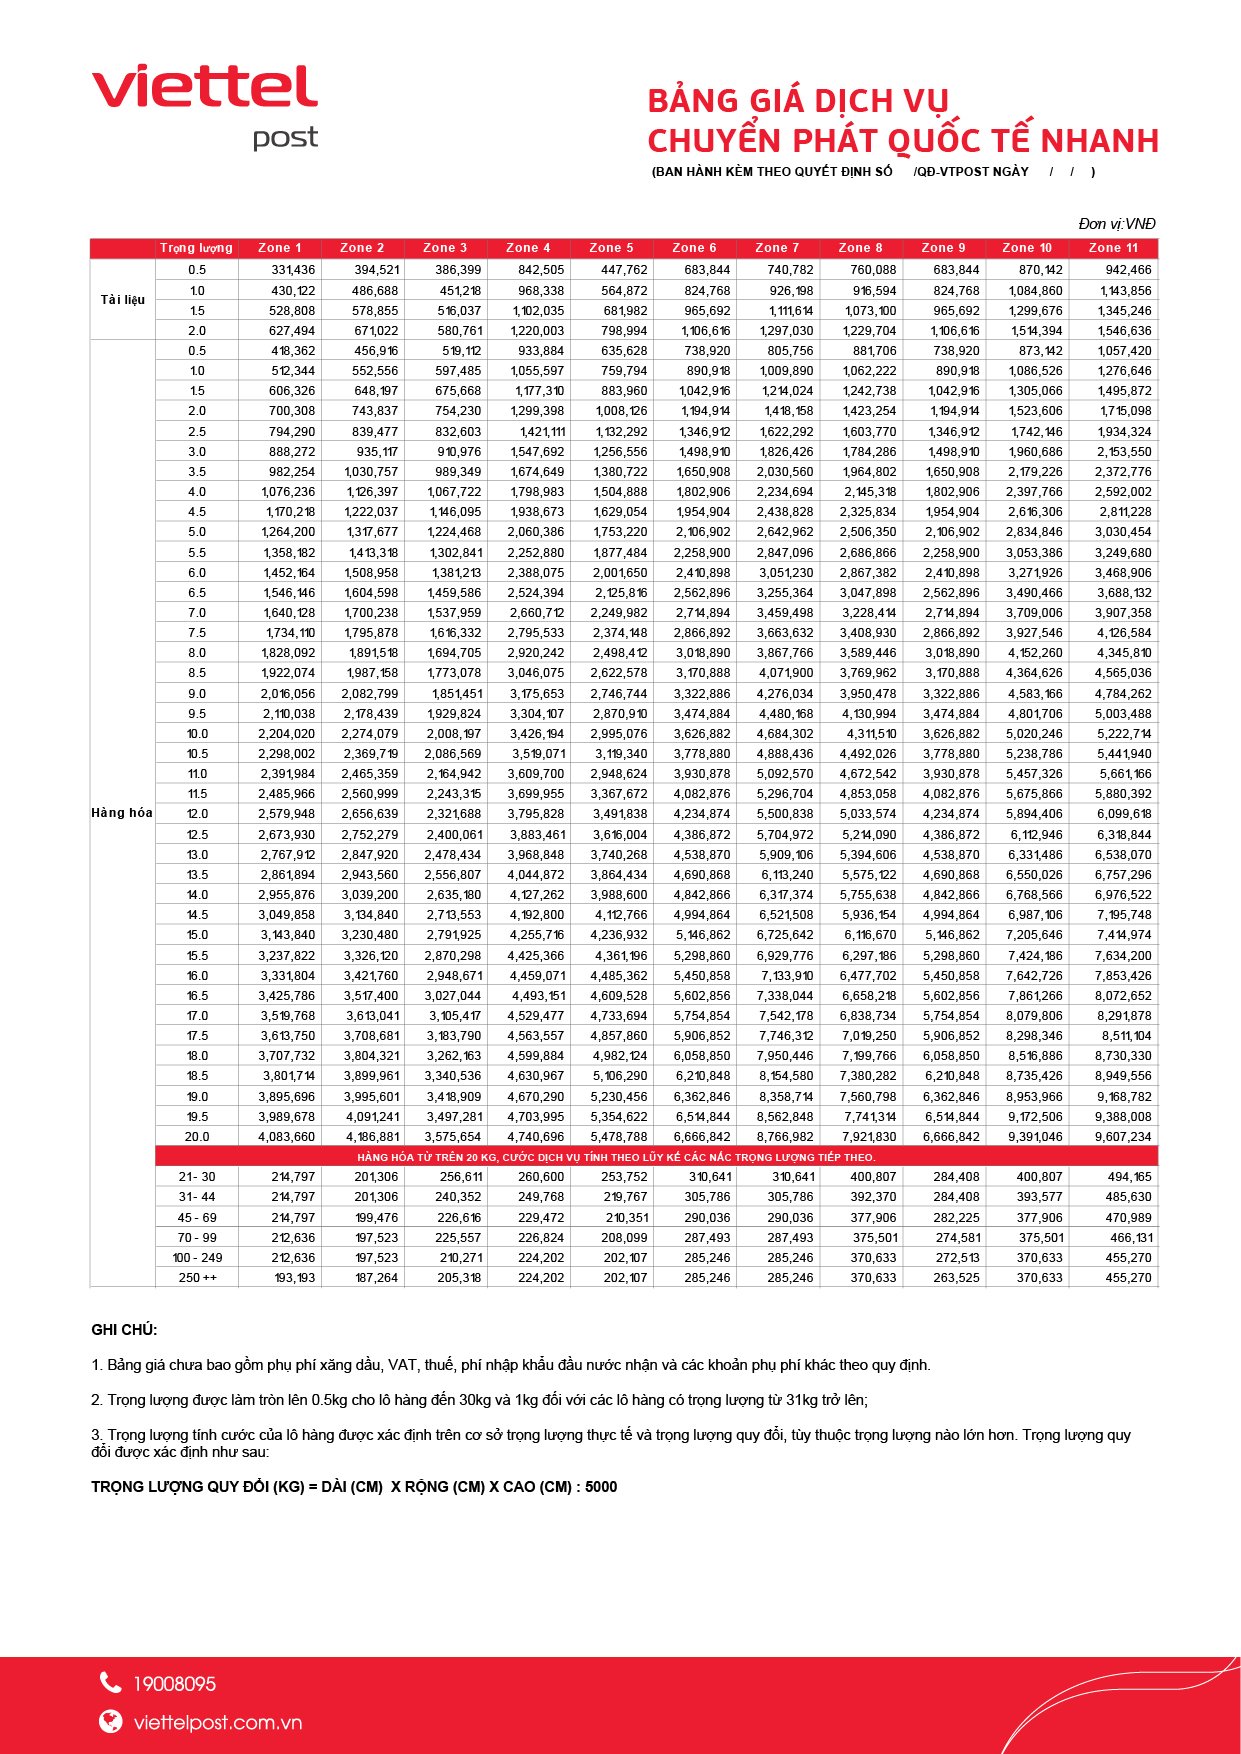 viettel
post
BẢNG GIÁ DỊCH VỤ
CHUYỂN PHÁT QUỐC TẾ NHANH
(BAN HÀNH KÈM THEO QUYẾT ĐỊNH SỐ /QĐ-VTPOST NGÀY / / )
Đơn vị:VNĐ
Trọng lượng Zone 1 Zone 2 Zone 3 Zone 4 Zone 5 Zone 6 Zone 7 Zone 8 Zone 9 Zone 10 Zone 11
Tài liệu
0.5 331,436 394,521 386,399 842,505 447,762 683,844 740,782 760,088 683,844 870,142 942,466
1.0 430,122 486,688 451,218 968,338 564,872 824,768 926,198 916,594 824,768 1,084,860 1,143,856
1.5 528,808 578,855 516,037 1,102,035 681,982 965,692 1,111,614 1,073,100 965,692 1,299,676 1,345,246
2.0 627,494 671,022 580,761 1,220,003 798,994 1,106,616 1,297,030 1,229,704 1,106,616 1,514,394 1,546,636
Hàng hóa
0.5 418,362 456,916 519,112 933,884 635,628 738,920 805,756 881,706 738,920 873,142 1,057,420
1.0 512,344 552,556 597,485 1,055,597 759,794 890,918 1,009,890 1,062,222 890,918 1,086,526 1,276,646
1.5 606,326 648,197 675,668 1,177,310 883,960 1,042,916 1,214,024 1,242,738 1,042,916 1,305,066 1,495,872
2.0 700,308 743,837 754,230 1,299,398 1,008,126 1,194,914 1,418,158 1,423,254 1,194,914 1,523,606 1,715,098
2.5 794,290 839,477 832,603 1,421,111 1,132,292 1,346,912 1,622,292 1,603,770 1,346,912 1,742,146 1,934,324
3.0 888,272 935,117 910,976 1,547,692 1,256,556 1,498,910 1,826,426 1,784,286 1,498,910 1,960,686 2,153,550
3.5 982,254 1,030,757 989,349 1,674,649 1,380,722 1,650,908 2,030,560 1,964,802 1,650,908 2,179,226 2,372,776
4.0 1,076,236 1,126,397 1,067,722 1,798,983 1,504,888 1,802,906 2,234,694 2,145,318 1,802,906 2,397,766 2,592,002
4.5 1,170,218 1,222,037 1,146,095 1,938,673 1,629,054 1,954,904 2,438,828 2,325,834 1,954,904 2,616,306 2,811,228
5.0 1,264,200 1,317,677 1,224,468 2,060,386 1,753,220 2,106,902 2,642,962 2,506,350 2,106,902 2,834,846 3,030,454
5.5 1,358,182 1,413,318 1,302,841 2,252,880 1,877,484 2,258,900 2,847,096 2,686,866 2,258,900 3,053,386 3,249,680
6.0 1,452,164 1,508,958 1,381,213 2,388,075 2,001,650 2,410,898 3,051,230 2,867,382 2,410,898 3,271,926 3,468,906
6.5 1,546,146 1,604,598 1,459,586 2,524,394 2,125,816 2,562,896 3,255,364 3,047,898 2,562,896 3,490,466 3,688,132
7.0 1,640,128 1,700,238 1,537,959 2,660,712 2,249,982 2,714,894 3,459,498 3,228,414 2,714,894 3,709,006 3,907,358
7.5 1,734,110 1,795,878 1,616,332 2,795,533 2,374,148 2,866,892 3,663,632 3,408,930 2,866,892 3,927,546 4,126,584
8.0 1,828,092 1,891,518 1,694,705 2,920,242 2,498,412 3,018,890 3,867,766 3,589,446 3,018,890 4,152,260 4,345,810
8.5 1,922,074 1,987,158 1,773,078 3,046,075 2,622,578 3,170,888 4,071,900 3,769,962 3,170,888 4,364,626 4,565,036
9.0 2,016,056 2,082,799 1,851,451 3,175,653 2,746,744 3,322,886 4,276,034 3,950,478 3,322,886 4,583,166 4,784,262
9.5 2,110,038 2,178,439 1,929,824 3,304,107 2,870,910 3,474,884 4,480,168 4,130,994 3,474,884 4,801,706 5,003,488
10.0 2,204,020 2,274,079 2,008,197 3,426,194 2,995,076 3,626,882 4,684,302 4,311,510 3,626,882 5,020,246 5,222,714
10.5 2,298,002 2,369,719 2,086,569 3,519,071 3,119,340 3,778,880 4,888,436 4,492,026 3,778,880 5,238,786 5,441,940
11.0 2,391,984 2,465,359 2,164,942 3,609,700 2,948,624 3,930,878 5,092,570 4,672,542 3,930,878 5,457,326 5,661,166
11.5 2,485,966 2,560,999 2,243,315 3,699,955 3,367,672 4,082,876 5,296,704 4,853,058 4,082,876 5,675,866 5,880,392
12.0 2,579,948 2,656,639 2,321,688 3,795,828 3,491,838 4,234,874 5,500,838 5,033,574 4,234,874 5,894,406 6,099,618
12.5 2,673,930 2,752,279 2,400,061 3,883,461 3,616,004 4,386,872 5,704,972 5,214,090 4,386,872 6,112,946 6,318,844
13.0 2,767,912 2,847,920 2,478,434 3,968,848 3,740,268 4,538,870 5,909,106 5,394,606 4,538,870 6,331,486 6,538,070
13.5 2,861,894 2,943,560 2,556,807 4,044,872 3,864,434 4,690,868 6,113,240 5,575,122 4,690,868 6,550,026 6,757,296
14.0 2,955,876 3,039,200 2,635,180 4,127,262 3,988,600 4,842,866 6,317,374 5,755,638 4,842,866 6,768,566 6,976,522
14.5 3,049,858 3,134,840 2,713,553 4,192,800 4,112,766 4,994,864 6,521,508 5,936,154 4,994,864 6,987,106 7,195,748
15.0 3,143,840 3,230,480 2,791,925 4,255,716 4,236,932 5,146,862 6,725,642 6,116,670 5,146,862 7,205,646 7,414,974
15.5 3,237,822 3,326,120 2,870,298 4,425,366 4,361,196 5,298,860 6,929,776 6,297,186 5,298,860 7,424,186 7,634,200
16.0 3,331,804 3,421,760 2,948,671 4,459,071 4,485,362 5,450,858 7,133,910 6,477,702 5,450,858 7,642,726 7,853,426
16.5 3,425,786 3,517,400 3,027,044 4,493,151 4,609,528 5,602,856 7,338,044 6,658,218 5,602,856 7,861,266 8,072,652
17.0 3,519,768 3,613,041 3,105,417 4,529,477 4,733,694 5,754,854 7,542,178 6,838,734 5,754,854 8,079,806 8,291,878
17.5 3,613,750 3,708,681 3,183,790 4,563,557 4,857,860 5,906,852 7,746,312 7,019,250 5,906,852 8,298,346 8,511,104
18.0 3,707,732 3,804,321 3,262,163 4,599,884 4,982,124 6,058,850 7,950,446 7,199,766 6,058,850 8,516,886 8,730,330
18.5 3,801,714 3,899,961 3,340,536 4,630,967 5,106,290 6,210,848 8,154,580 7,380,282 6,210,848 8,735,426 8,949,556
19.0 3,895,696 3,995,601 3,418,909 4,670,290 5,230,456 6,362,846 8,358,714 7,560,798 6,362,846 8,953,966 9,168,782
19.5 3,989,678 4,091,241 3,497,281 4,703,995 5,354,622 6,514,844 8,562,848 7,741,314 6,514,844 9,172,506 9,388,008
20.0 4,083,660 4,186,881 3,575,654 4,740,696 5,478,788 6,666,842 8,766,982 7,921,830 6,666,842 9,391,046 9,607,234
HÀNG HÓA TỪ TRÊN 20 KG, CƯỚC DỊCH VỤ TÍNH THEO LŨY KẾ CÁC NẤC TRỌNG LƯỢNG TIẾP THEO.
21 - 30 214,797 201,306 256,611 260,600 253,752 310,641 310,641 400,807 284,408 400,807 494,165
31 - 44 214,797 201,306 240,352 249,768 219,767 305,786 305,786 392,370 284,408 393,577 485,630
45 - 69 214,797 199,476 226,616 229,472 210,351 290,036 290,036 377,906 282,225 377,906 470,989
70 - 99 212,636 197,523 225,557 226,824 208,099 287,493 287,493 375,501 274,581 375,501 466,131
100 - 249 212,636 197,523 210,271 224,202 202,107 285,246 285,246 370,633 272,513 370,633 455,270
250 ++ 193,193 187,264 205,318 224,202 202,107 285,246 285,246 370,633 263,525 370,633 455,270
GHI CHÚ:
1. Bảng giá chưa bao gồm phụ phí xăng dầu, VAT, thuế, phí nhập khẩu đầu nước nhận và các khoản phụ phí khác theo quy định.
2. Trọng lượng được làm tròn lên 0.5kg cho lô hàng đến 30kg và 1kg đối với các lô hàng có trọng lượng từ 31kg trở lên;
3. Trọng lượng tính cước của lô hàng được xác định trên cơ sở trọng lượng thực tế và trọng lượng quy đổi, tùy thuộc trọng lượng nào lớn hơn. Trọng lượng quy
đổi được xác định như sau:
TRỌNG LƯỢNG QUY ĐỔI (KG) = DÀI (CM) X RỘNG (CM) X CAO (CM) : 5000
19008095
viettelpost.com.vn